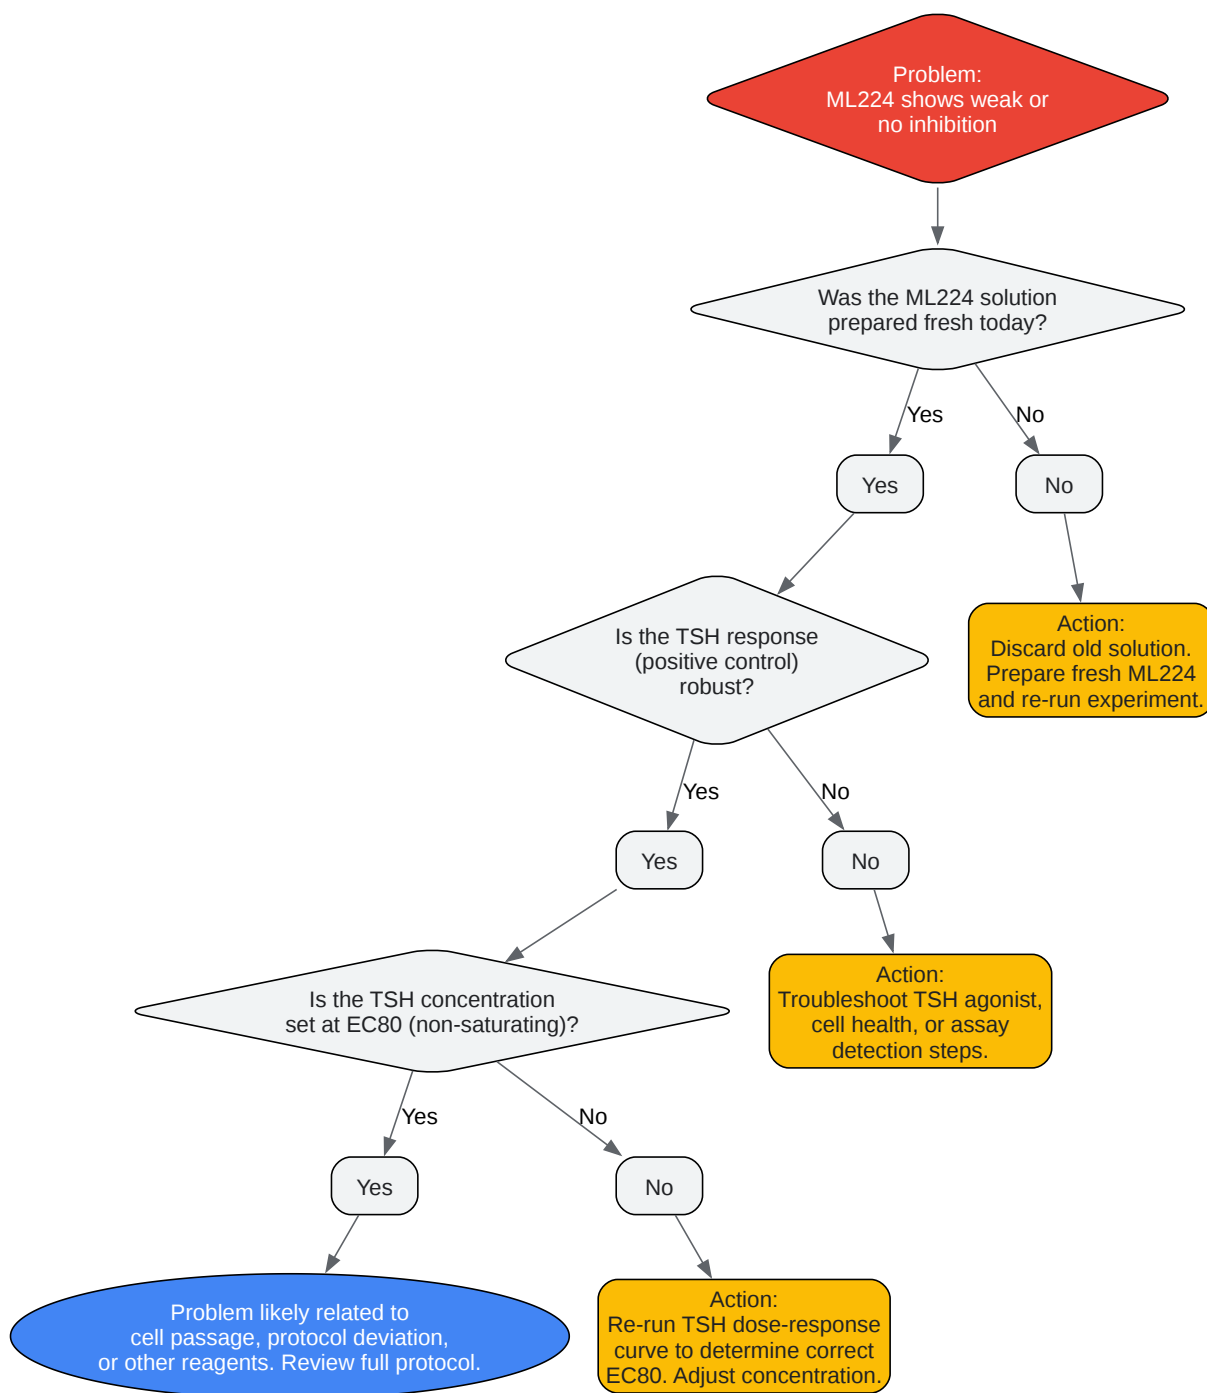 Problem:
ML224 shows weak or
no inhibition
Was the ML224 solution
prepared fresh today?
Yes
No
Yes
No
Action:
Discard old solution.
Prepare fresh ML224
and re-run experiment.
Is the TSH response
(positive control)
robust?
Yes
No
Yes
No
Action:
Troubleshoot TSH agonist,
cell health, or assay
detection steps.
Is the TSH concentration
set at EC80 (non-saturating)?
Yes
No
Yes
No
Problem likely related to
cell passage, protocol deviation,
or other reagents. Review full protocol.
Action:
Re-run TSH dose-response
curve to determine correct
EC80. Adjust concentration.